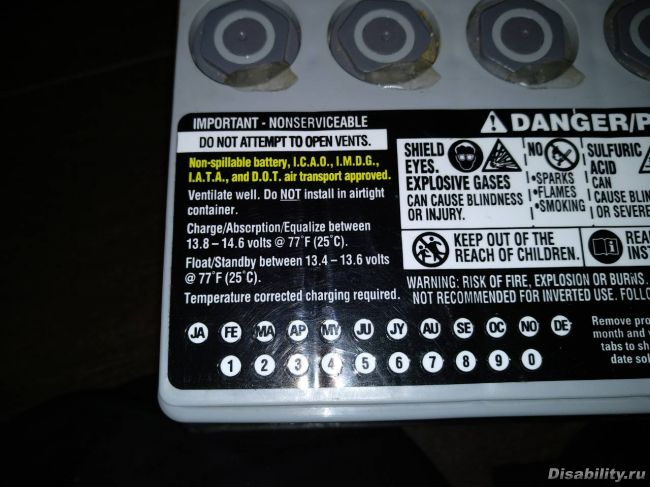 IMPORTANT - NONSERVICEABLE
DO NOT ATTEMPT TO OPEN VENTS.
Non-spillable battery, I.C.A.O., I.M.D.G.,
I.A.T.A., and D.O.T. air transport approved.
Ventilate well. Do NOT install in airtight
container.
Charge/Absorption/Equalize between
13.8 – 14.6 volts @ 77°F (25°C).
Float/Standby between 13.4 – 13.6 volts
@ 77°F (25°C).
Temperature corrected charging required.
DANGER/P
SHIELD
EYES.
EXPLOSIVE GASES
CAN CAUSE BLINDNESS
OR INJURY.
NO
•SPARKS
•FLAMES
•SMOKING
SULFURIC
ACID
CAN
CAUSE BLIN
OR SEVERE
KEEP OUT OF THE
REACH OF CHILDREN.
REA
INS
WARNING: RISK OF FIRE, EXPLOSION OR BURNS.
NOT RECOMMENDED FOR INVERTED USE. FOLLO
JA FE MA AP MY JU JY AU SE OC NO DE
1 2 3 4 5 6 7 8 9 0
Remove pro
month and y
tabs to sh
date sol
Disability.ru